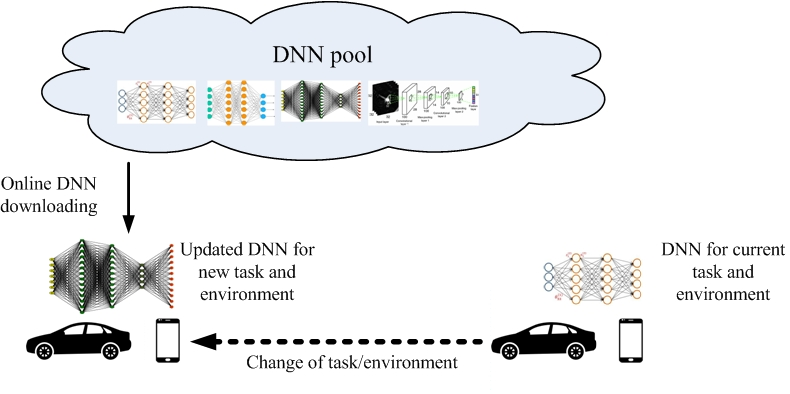 DNN pool
Online DNN
downloading
Updated DNN for
new task and
environment
DNN for current
task and
environment
Change of task/environment